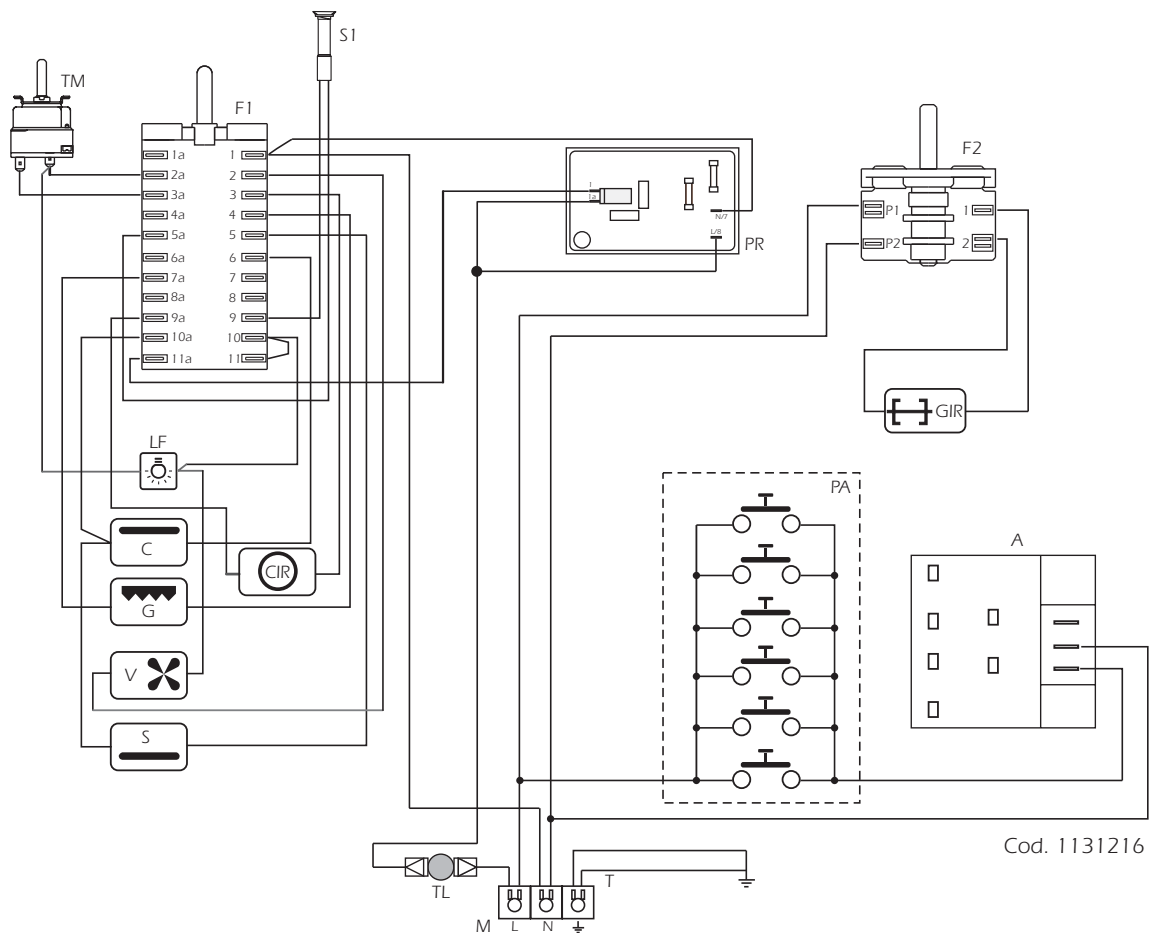 S1
TM
F1
F2
1a 1
2a 2
3a 3
4a 4
5a 5
6a 6
7a 7
8a 8
9a 9
10a 10
11a 11
1
1a
N/7
L/8
PR
P1 1
P2 2
GIR
LF
C
CIR
G
V
S
PA
A
Cod. 1131216
TL
T
M L N